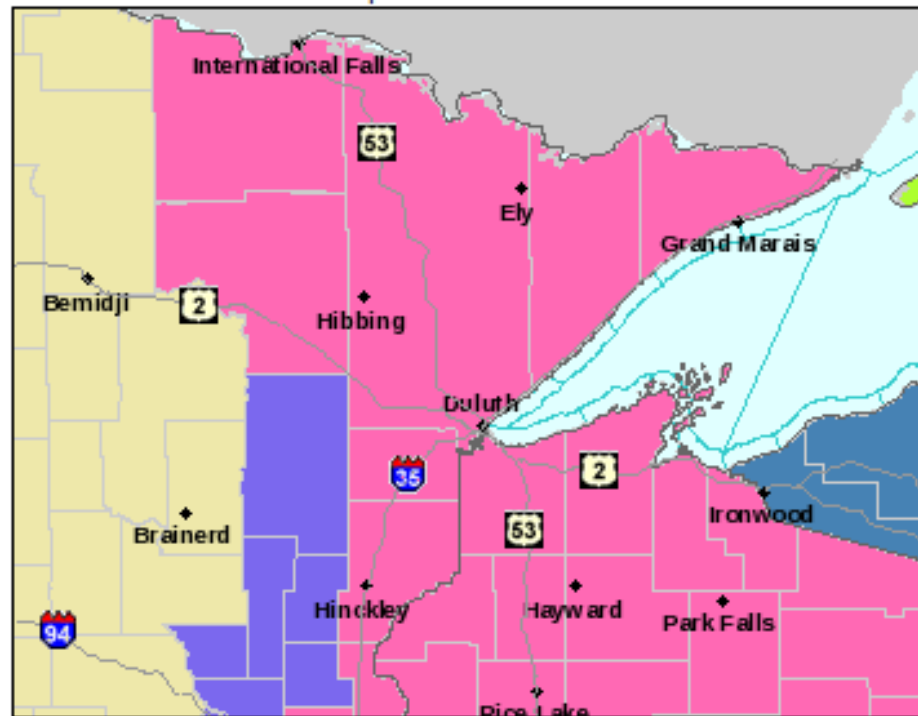 International Falls
53
Ely
Grand Marais
Bemidji
2
Hibbing
Duluth
35
2
Ironwood
53
Brainerd
Hinckley
Hayward
Park Falls
94
Rice Lake